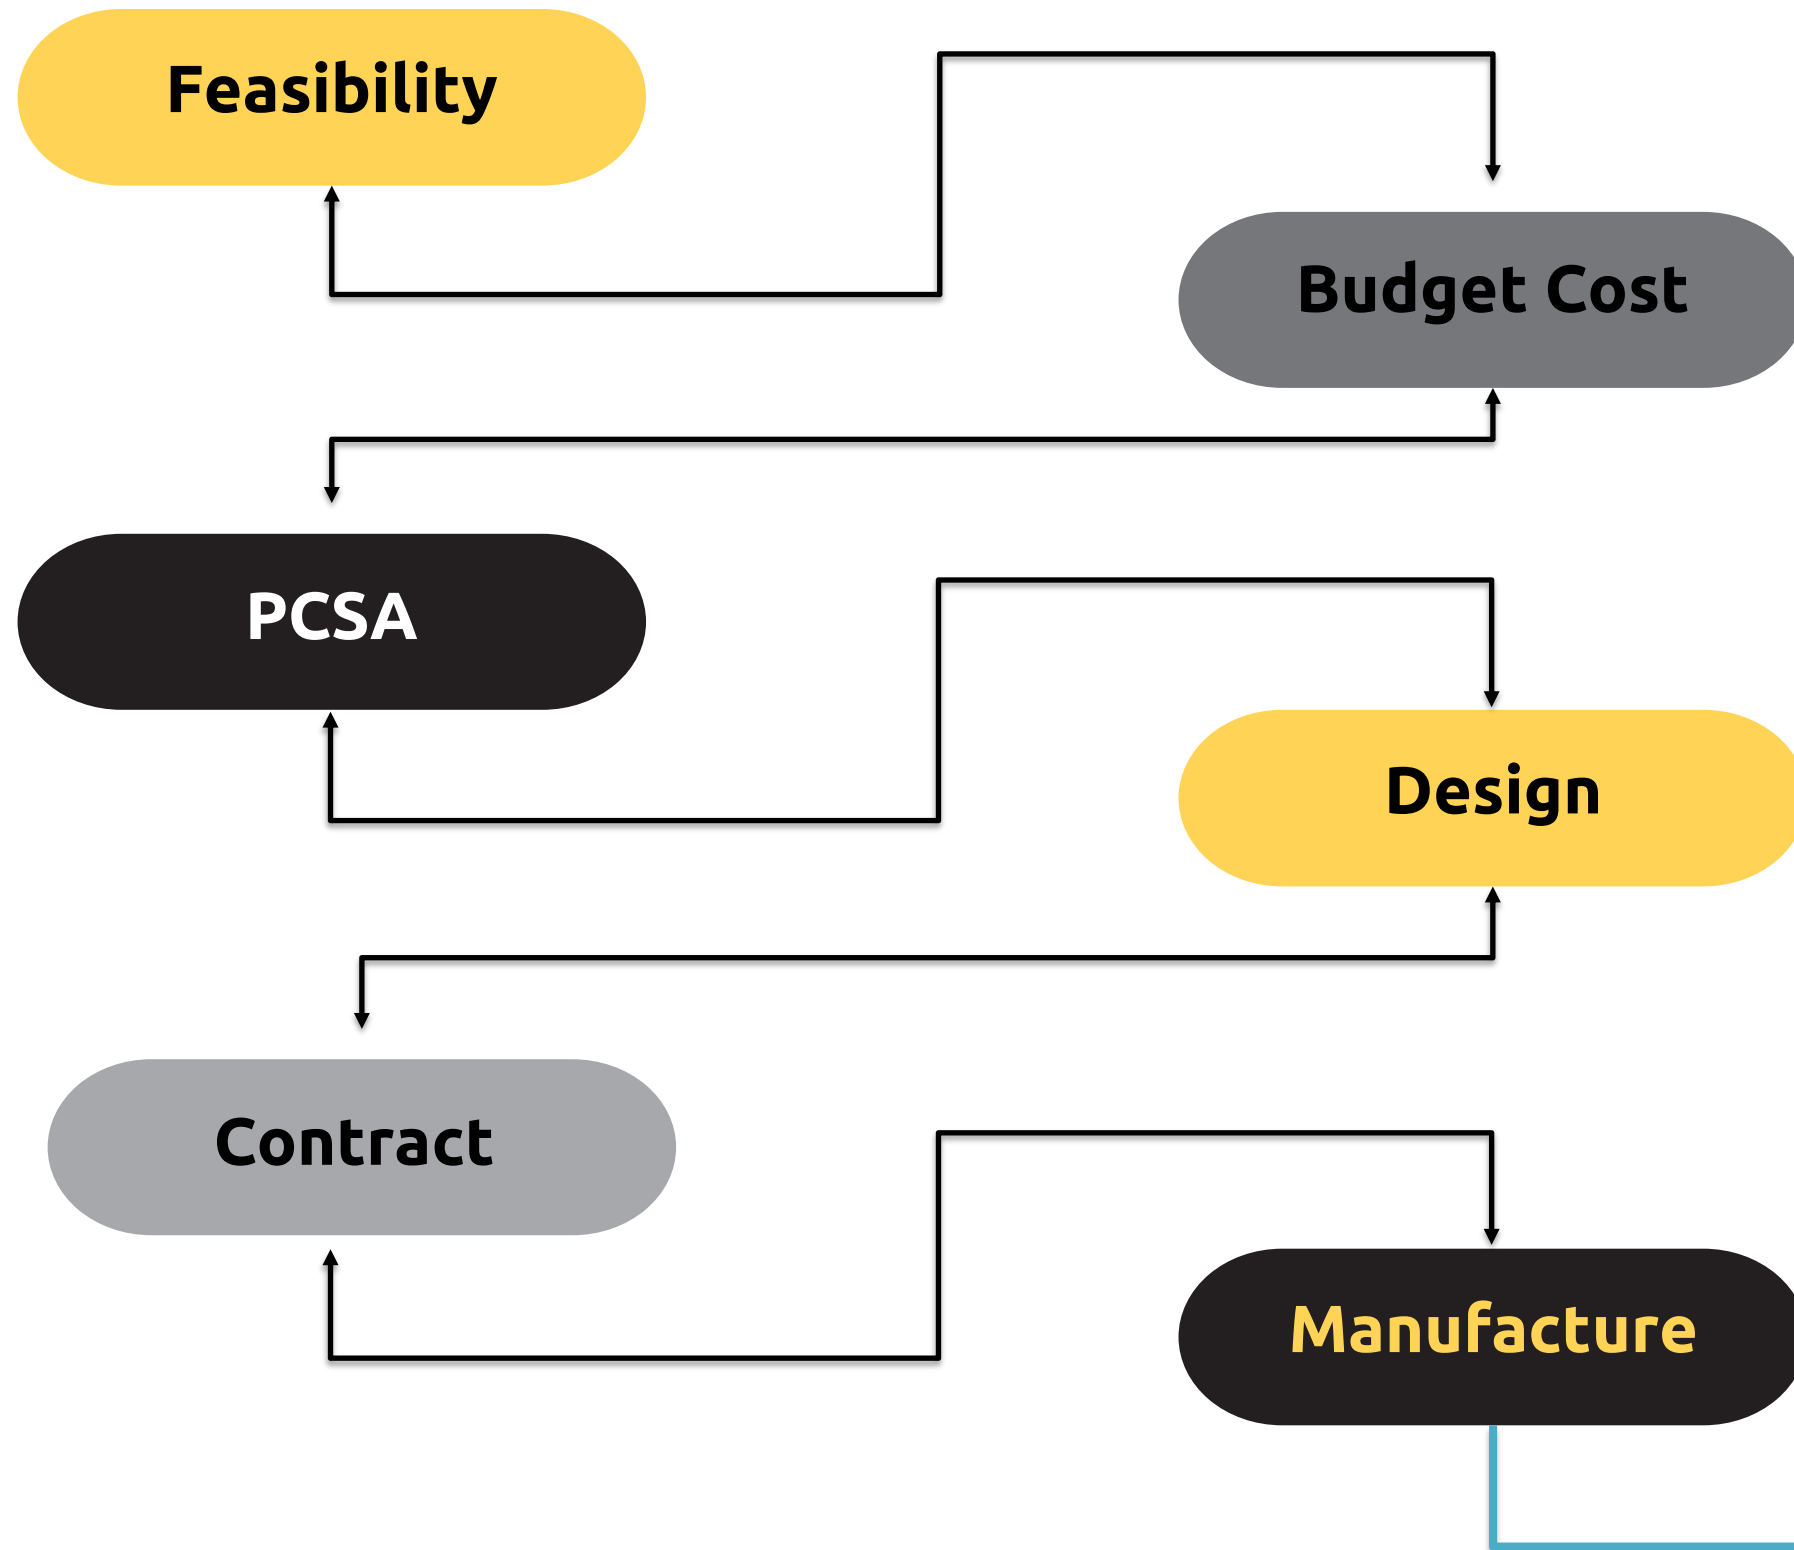 Feasibility
Budget Cost
PCSA
Design
Contract
Manufacture